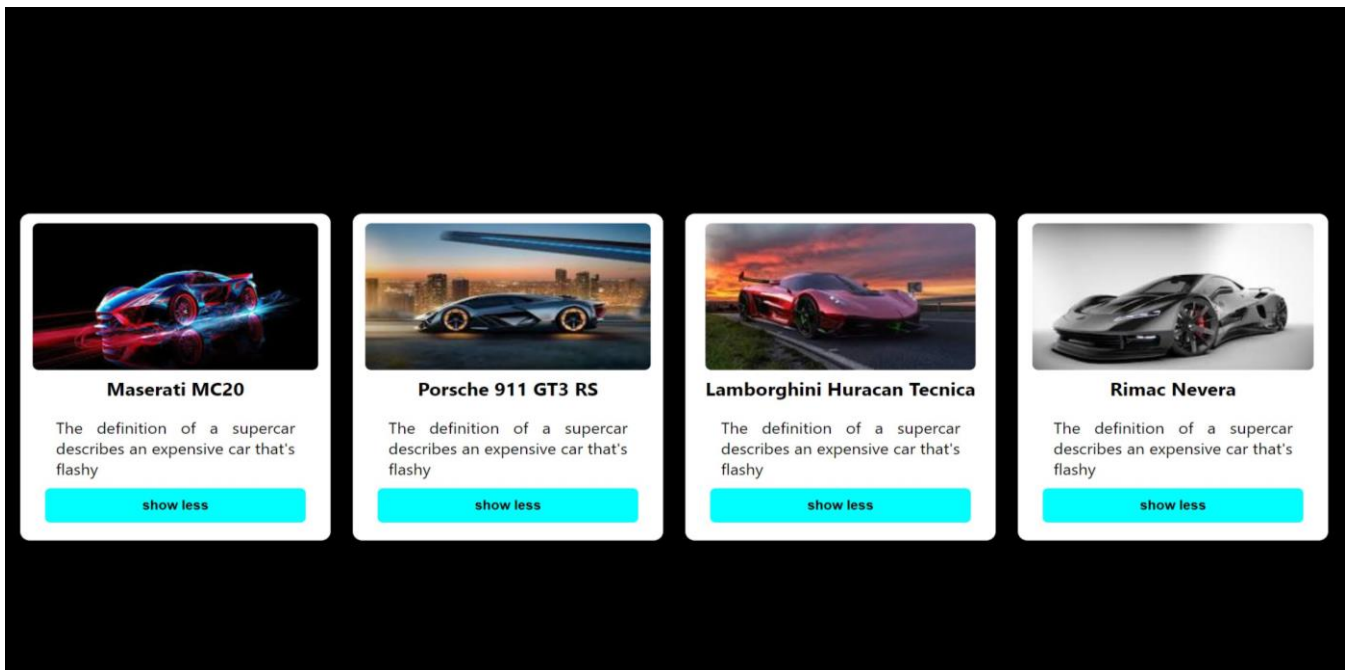 Maserati MC20
The definition of a supercar
describes an expensive car that's
flashy
show less
Porsche 911 GT3 RS
The definition of a supercar
describes an expensive car that's
flashy
show less
Lamborghini Huracan Tecnica
The definition of a supercar
describes an expensive car that's
flashy
show less
Rimac Nevera
The definition of a supercar
describes an expensive car that's
flashy
show less